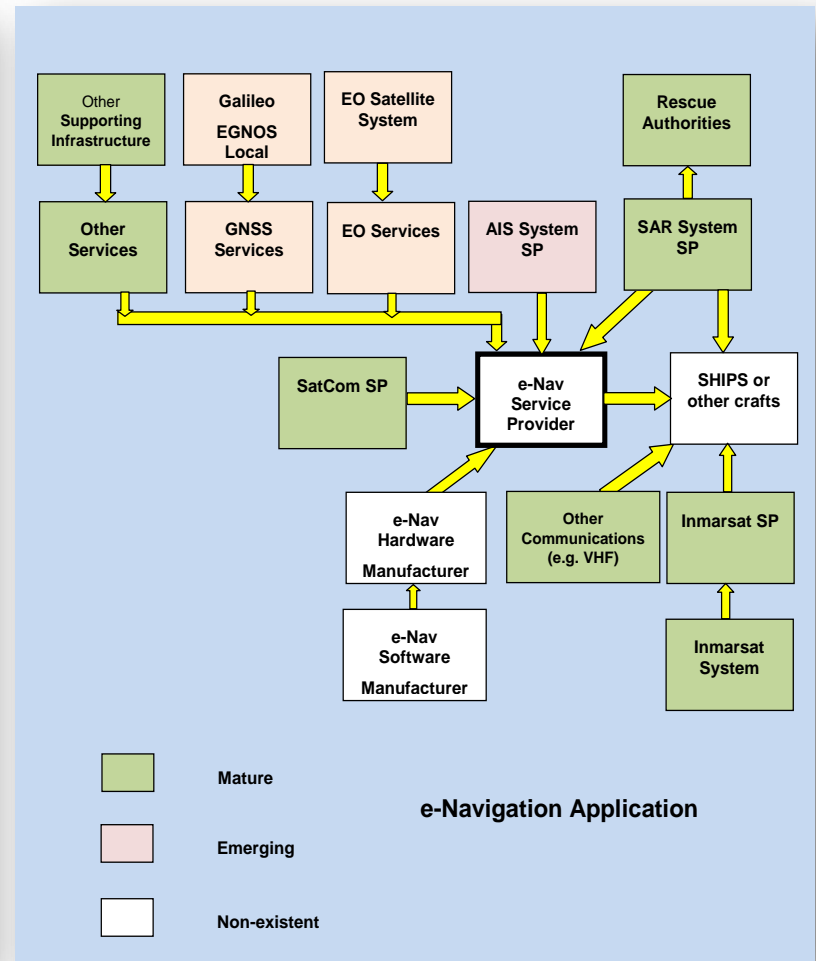 Other
Supporting
Infrastructure
Galileo
EGNOS
Local
EO Satellite
System
Rescue
Authorities
Other
Services
GNSS
Services
EO Services
AIS System
SP
SAR System
SP
SatCom SP
e-Nav
Service
Provider
SHIPS or
other crafts
e-Nav
Hardware
Manufacturer
Other
Communications
(e.g. VHF)
Inmarsat SP
e-Nav
Software
Manufacturer
Inmarsat
System
Mature
e-Navigation Application
Emerging
Non-existent